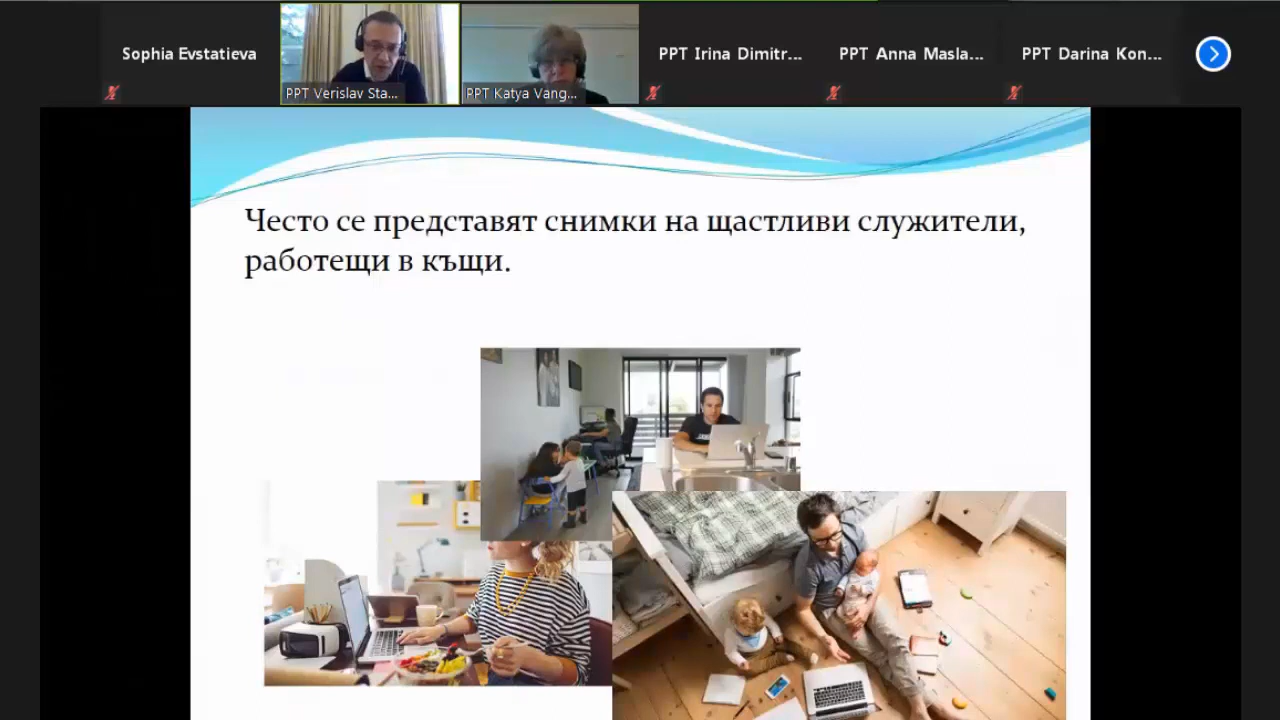 Sophia Evstatieva
PPT Verislav Sta...
PPT Katya Vang...
PPT Irina Dimitr...
PPT Anna Masla...
PPT Darina Kon...
Често се представят снимки на щастливи служители,
работещи в къщи.